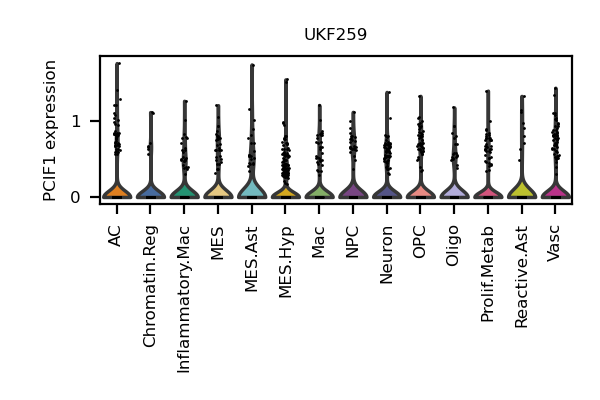 UKF259
PCIF1 expression
1
0
AC
Chromatin.Reg
Inflammatory.Mac
MES
MES.Ast
MES.Hyp
Mac
NPC
Neuron
OPC
Oligo
Prolif.Metab
Reactive.Ast
Vasc